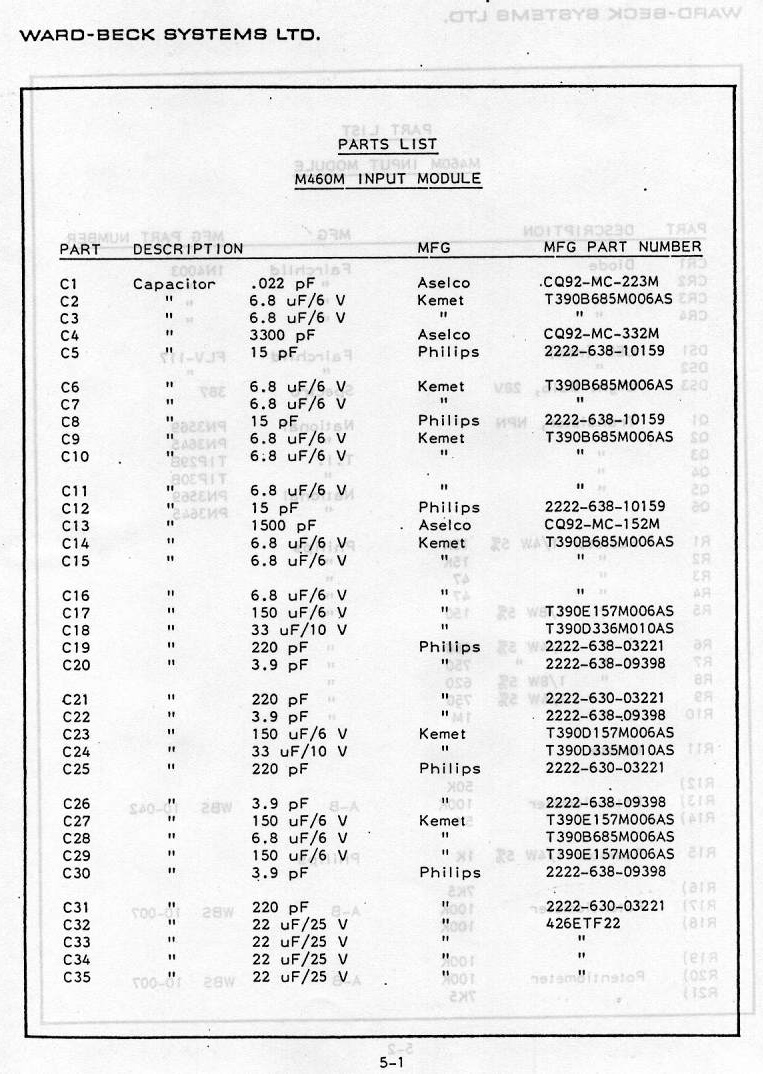 WARD-BECK SYSTEMS LTD.
PARTS LIST
M460M INPUT MODULE
PART DESCRIPTION MFG MFG PART NUMBER
C1 Capacitor .022 pF Aselco .CQ92-MC-223M
C2 " 6.8 uF/6 V Kemet T390B685M006AS
C3 " 6.8 uF/6 V " "
C4 " 3300 pF Aselco CQ92-MC-332M
C5 " 15 pF Philips 2222-638-10159
C6 " 6.8 uF/6 V Kemet T390B685M006AS
C7 " 6.8 uF/6 V " "
C8 " 15 pF Philips 2222-638-10159
C9 " 6.8 uF/6 V Kemet T390B685M006AS
C10 " 6.8 uF/6 V " "
C11 " 6.8 uF/6 V " "
C12 " 15 pF Philips 2222-638-10159
C13 " 1500 pF Aselco CQ92-MC-152M
C14 " 6.8 uF/6 V Kemet T390B685M006AS
C15 " 6.8 uF/6 V " "
C16 " 6.8 uF/6 V " "
C17 " 150 uF/6 V " T390E157M006AS
C18 " 33 uF/10 V " T390D336M010AS
C19 " 220 pF Philips 2222-638-03221
C20 " 3.9 pF " 2222-638-09398
C21 " 220 pF " 2222-630-03221
C22 " 3.9 pF " 2222-638-09398
C23 " 150 uF/6 V Kemet T390D157M006AS
C24 " 33 uF/10 V " T390D335M010AS
C25 " 220 pF Philips 2222-630-03221
C26 " 3.9 pF " 2222-638-09398
C27 " 150 uF/6 V Kemet T390E157M006AS
C28 " 6.8 uF/6 V " T390B685M006AS
C29 " 150 uF/6 V " T390E157M006AS
C30 " 3.9 pF Philips 2222-638-09398
C31 " 220 pF " 2222-630-03221
C32 " 22 uF/25 V " 426ETF22
C33 " 22 uF/25 V " "
C34 " 22 uF/25 V " "
C35 " 22 uF/25 V " "
5-1